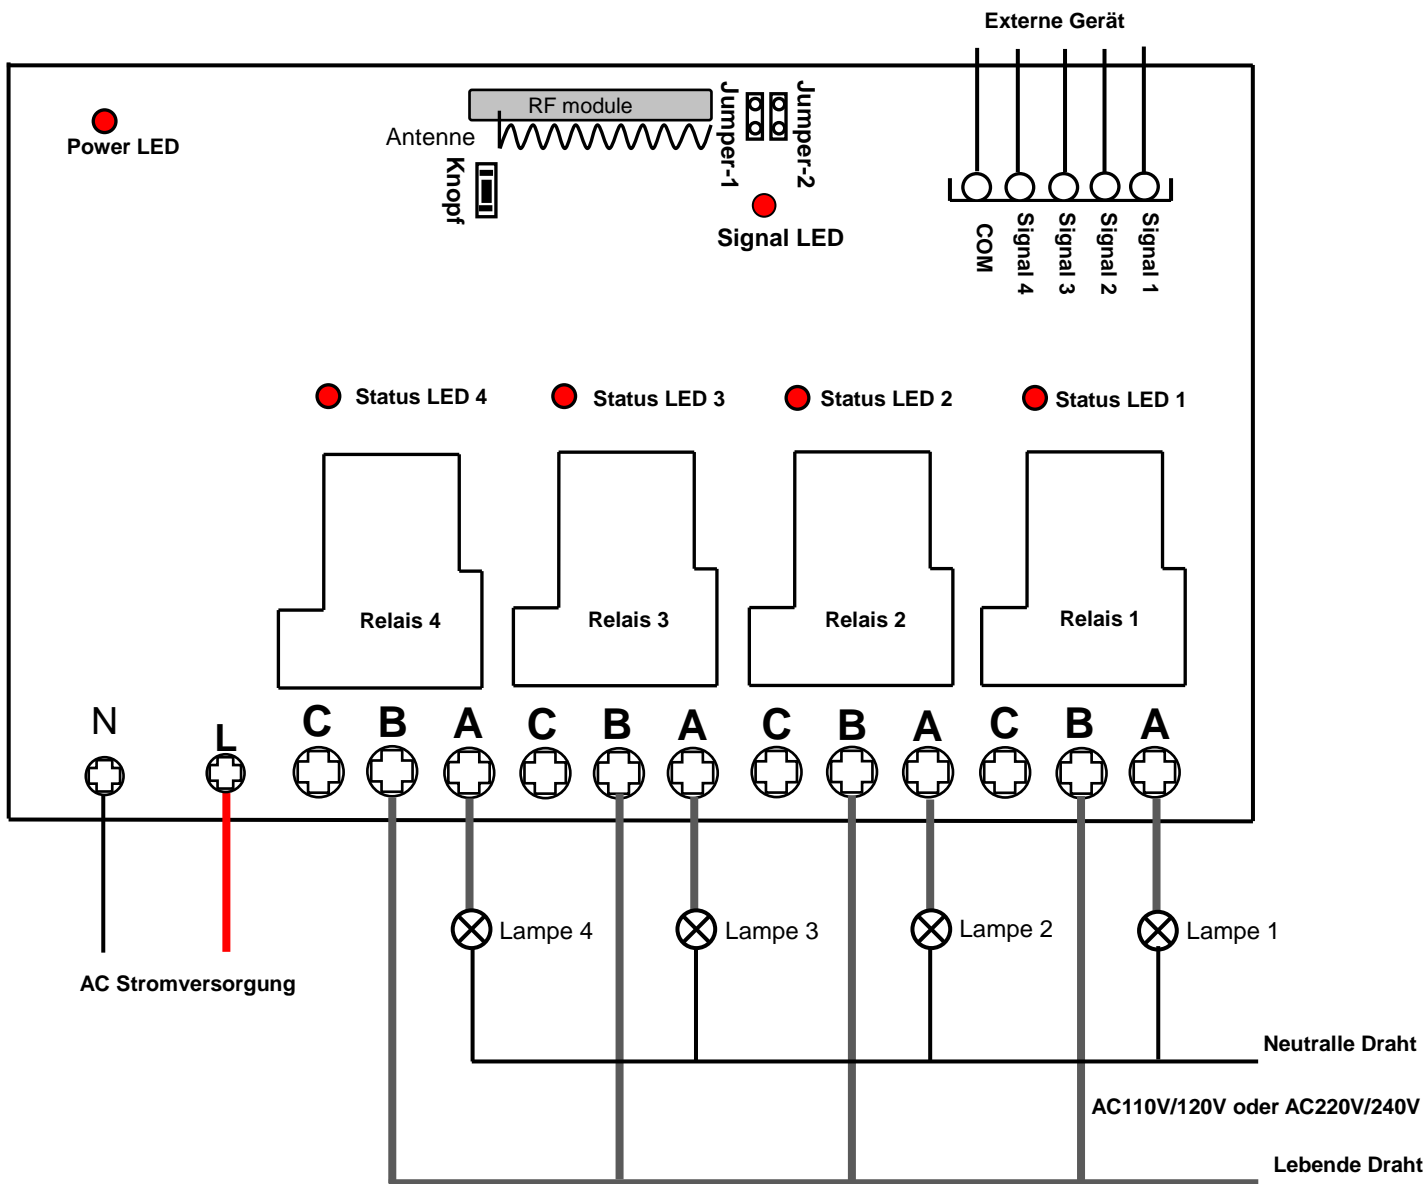 Externe Gerät
RF module
Antenne
Power LED
Knopf
Jumper-1
Jumper-2
Signal LED
COM
Signal 4
Signal 3
Signal 2
Signal 1
Status LED 4
Status LED 3
Status LED 2
Status LED 1
Relais 4
Relais 3
Relais 2
Relais 1
N
L
C B A C B A C B A C B A
Lampe 4
Lampe 3
Lampe 2
Lampe 1
AC Stromversorgung
Neutralle Draht
AC110V/120V oder AC220V/240V
Lebende Draht